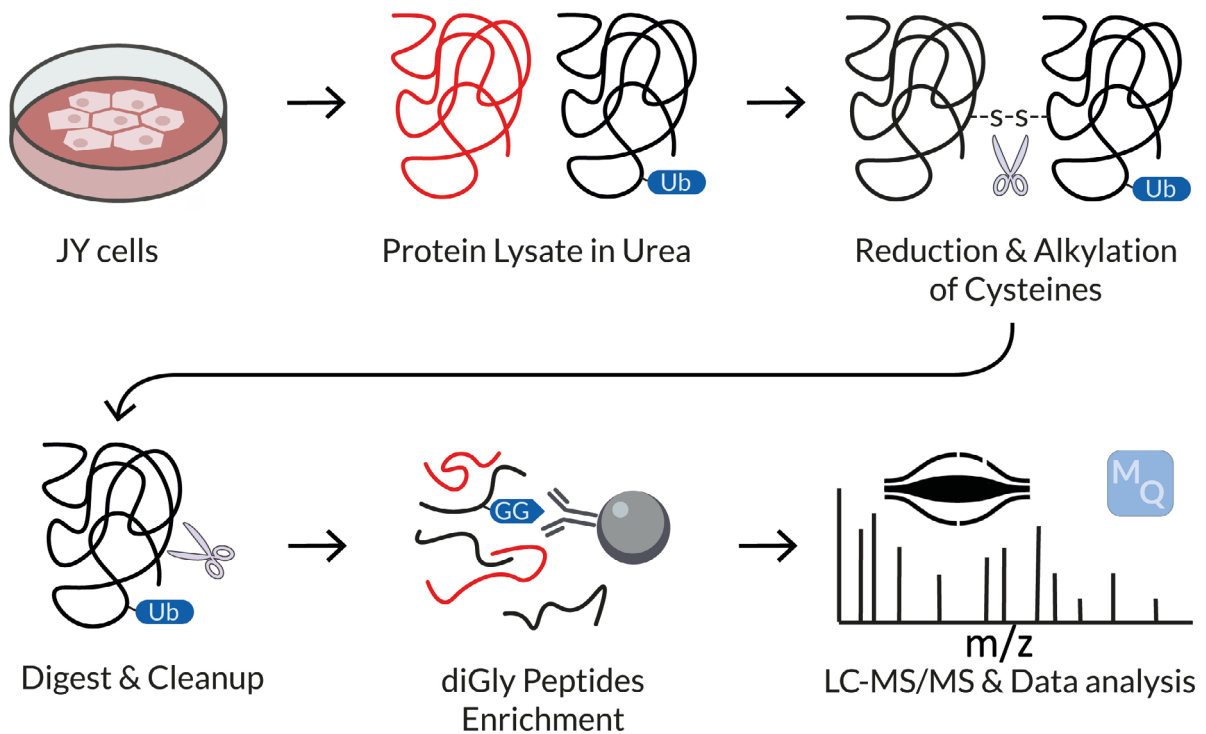 Ub
--S-S--
Ub
JY cells
Protein Lysate in Urea
Reduction & Alkylation
of Cysteines
GG
M
Q
Ub
m/z
Digest & Cleanup
diGly Peptides
Enrichment
LC-MS/MS & Data analysis